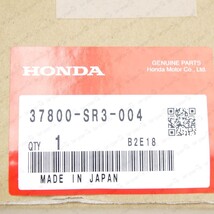 GENUINE PARTS
HONDA
Honda Motor Co., Ltd.
37800-SR3-004
QTY 1
B2E18
MADE IN JAPAN